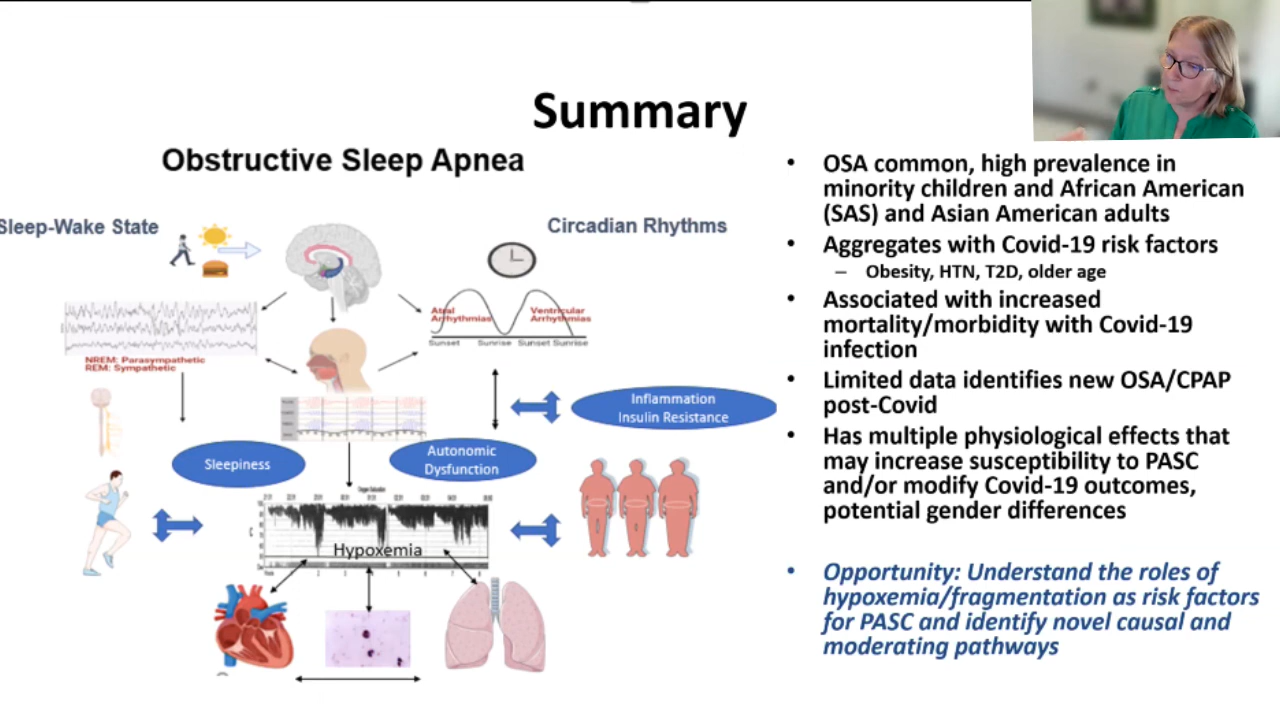 Summary
Obstructive Sleep Apnea
Sleep-Wake State
Circadian Rhythms
Atral
Arrhythmias
Ventricular
Arrhythmias
Sunset Sunrise Sunset Sunrise
NREM: Parasympathetic
REM: Sympathetic
Inflammation
Insulin Resistance
Sleepiness
Autonomic
Dysfunction
Hypoxemia
• OSA common, high prevalence in
minority children and African American
(SAS) and Asian American adults
• Aggregates with Covid-19 risk factors
– Obesity, HTN, T2D, older age
• Associated with increased
mortality/morbidity with Covid-19
infection
• Limited data identifies new OSA/CPAP
post-Covid
• Has multiple physiological effects that
may increase susceptibility to PASC
and/or modify Covid-19 outcomes,
potential gender differences
• Opportunity: Understand the roles of
hypoxemia/fragmentation as risk factors
for PASC and identify novel causal and
moderating pathways